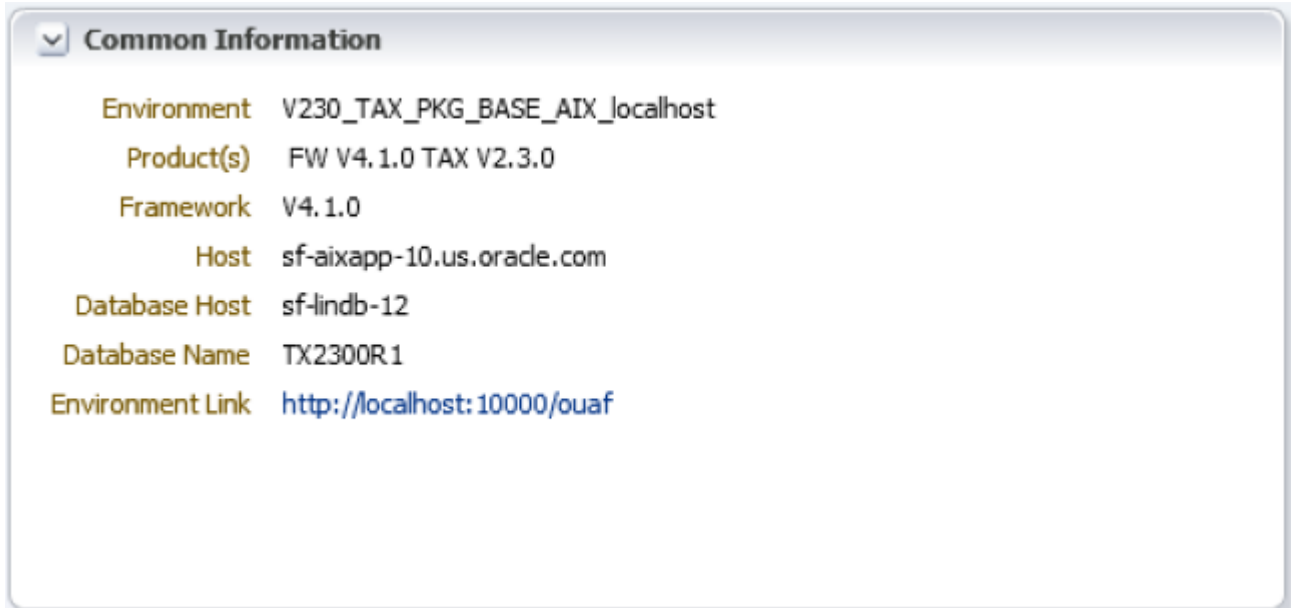 Common Information
Environment V230_TAX_PKG_BASE_AIX_localhost
Product(s) FW V4.1.0 TAX V2.3.0
Framework V4.1.0
Host sf-aixapp-10.us.oracle.com
Database Host sf-lindb-12
Database Name TX2300R1
Environment Link http://localhost:10000/ouaf